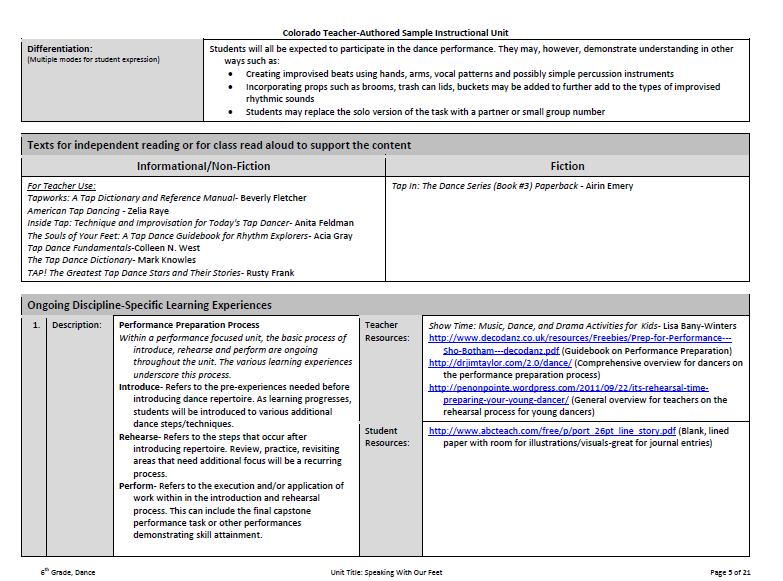 Colorado Teacher-Authored Sample Instructional Unit
Differentiation:
(Multiple modes for student expression)
Students will all be expected to participate in the dance performance. They may, however, demonstrate understanding in other
ways such as:
• Creating improvised beats using hands, arms, vocal patterns and possibly simple percussion instruments
• Incorporating props such as brooms, trash can lids, buckets may be added to further add to the types of improvised
rhythmic sounds
• Students may replace the solo version of the task with a partner or small group number
Texts for independent reading or for class read aloud to support the content
Informational/Non-Fiction
Fiction
For Teacher Use:
Tapworks: A Tap Dictionary and Reference Manual- Beverly Fletcher
American Tap Dancing - Zelia Raye
Inside Tap: Technique and Improvisation for Today's Tap Dancer- Anita Feldman
The Souls of Your Feet: A Tap Dance Guidebook for Rhythm Explorers- Acia Gray
Tap Dance Fundamentals-Colleen N. West
The Tap Dance Dictionary- Mark Knowles
TAP! The Greatest Tap Dance Stars and Their Stories- Rusty Frank
Tap In: The Dance Series (Book #3) Paperback - Airin Emery
Ongoing Discipline-Specific Learning Experiences
1.
Description:
Performance Preparation Process
Within a performance focused unit, the basic process of
introduce, rehearse and perform are ongoing
throughout the unit. The various learning experiences
underscore this process.
Introduce- Refers to the pre-experiences needed before
introducing dance repertoire. As learning progresses,
students will be introduced to various additional
dance steps/techniques.
Rehearse- Refers to the steps that occur after
introducing repertoire. Review, practice, revisiting
areas that need additional focus will be a recurring
process.
Perform- Refers to the execution and/or application of
work within in the introduction and rehearsal
process. This can include the final capstone
performance task or other performances
demonstrating skill attainment.
Teacher
Resources:
Show Time: Music, Dance, and Drama Activities for Kids- Lisa Bany-Winters
http://www.decodanz.co.uk/resources/Freebies/Prep-for-Performance---
Sho-Botham---decodanz.pdf (Guidebook on Performance Preparation)
http://drjimtaylor.com/2.0/dance/ (Comprehensive overview for dancers on
the performance preparation process)
http://penonpointe.wordpress.com/2011/09/22/its-rehearsal-time-
preparing-your-young-dancer/ (General overview for teachers on the
rehearsal process for young dancers)
Student
Resources:
http://www.abcteach.com/free/p/port_26pt_line_story.pdf (Blank, lined
paper with room for illustrations/visuals-great for journal entries)
6th Grade, Dance
Unit Title: Speaking With Our Feet
Page 5 of 21